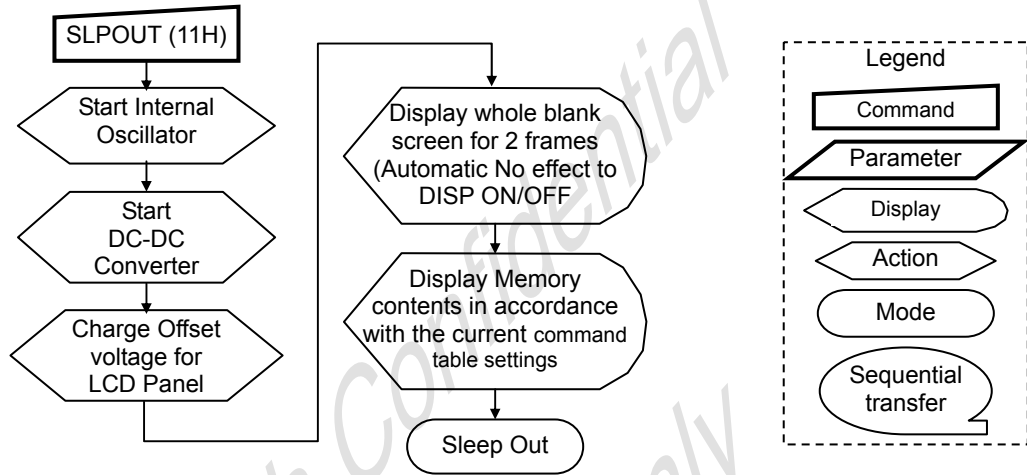 SLPOUT (11H)
Start Internal
Oscillator
Start
DC-DC
Converter
Charge Offset
voltage for
LCD Panel
Display whole blank
screen for 2 frames
(Automatic No effect to
DISP ON/OFF
Display Memory
contents in accordance
with the current command
table settings
Sleep Out
Legend
Command
Parameter
Display
Action
Mode
Sequential
transfer
Confidential